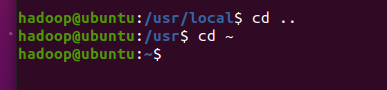 hadoop@ubuntu:/usr/local$ cd ..
hadoop@ubuntu:/usr$ cd ~
hadoop@ubuntu:~$